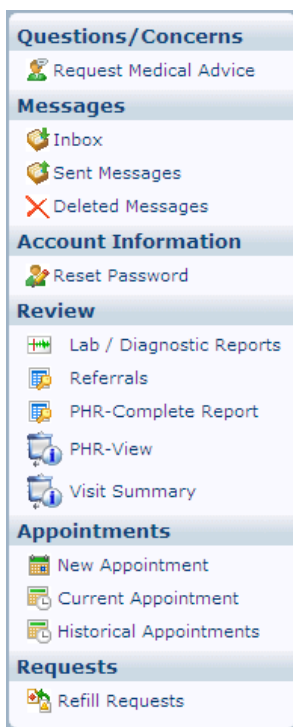 Questions/Concerns
Request Medical Advice
Messages
Inbox
Sent Messages
Deleted Messages
Account Information
Reset Password
Review
Lab / Diagnostic Reports
Referrals
PHR-Complete Report
PHR-View
Visit Summary
Appointments
New Appointment
Current Appointment
Historical Appointments
Requests
Refill Requests